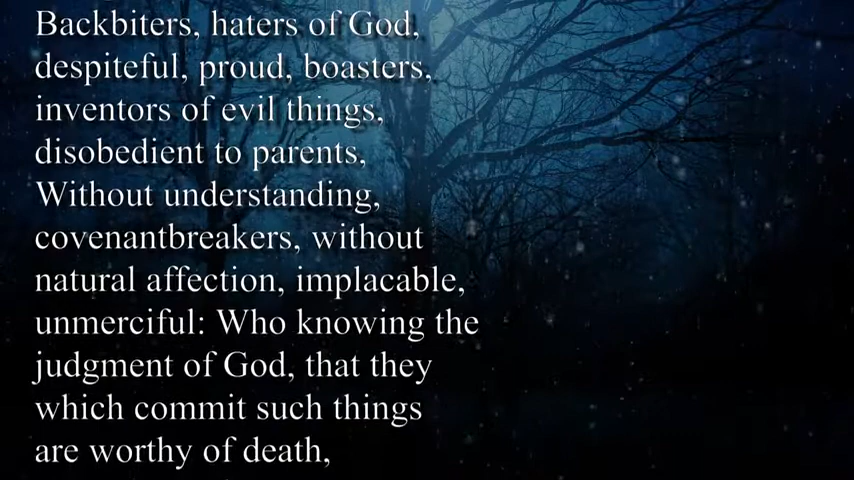 Backbiters, haters of God,
despiteful, proud, boasters,
inventors of evil things,
disobedient to parents,
Without understanding,
covenantbreakers, without
natural affection, implacable,
unmerciful: Who knowing the
judgment of God, that they
which commit such things
are worthy of death,